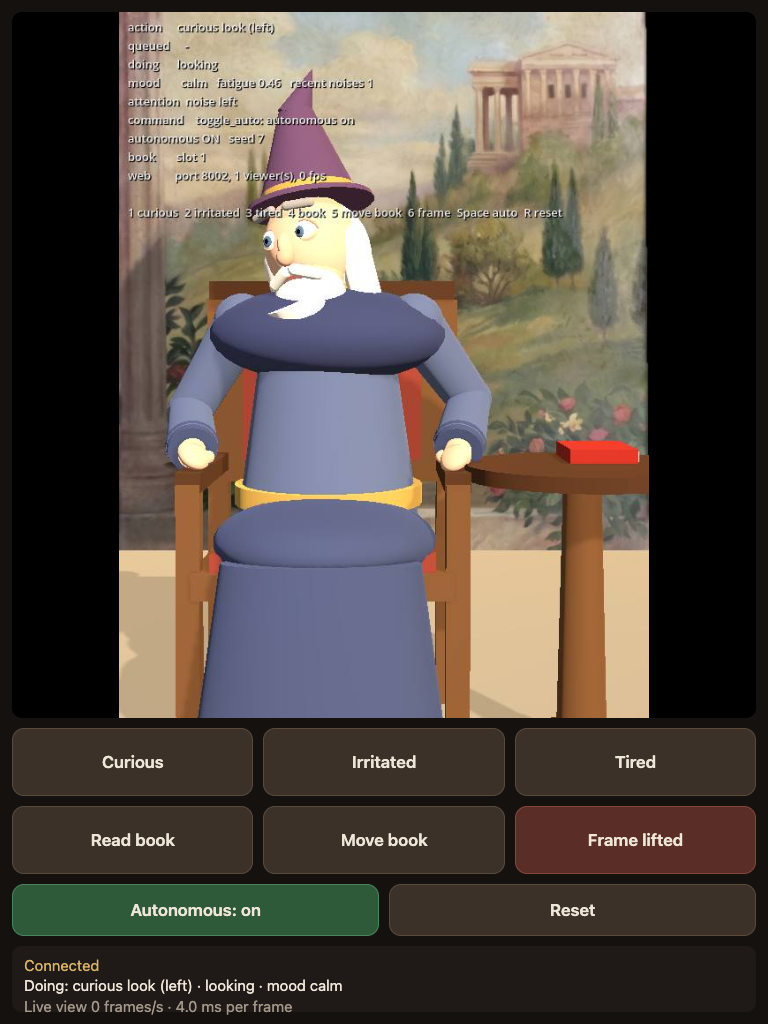 action curious look (left)
queued -
doing looking
mood calm fatigue 0.46 recent noises 1
attention noise left
command toggle_auto: autonomous on
autonomous ON seed 7
book slot 1
web port 8002, 1 viewer(s), 0 fps
1 curious 2 irritated 3 tired 4 book 5 move book 6 frame Space auto R reset
Curious
Irritated
Tired
Read book
Move book
Frame lifted
Autonomous: on
Reset
Connected
Doing: curious look (left) · looking · mood calm
Live view 0 frames/s · 4.0 ms per frame